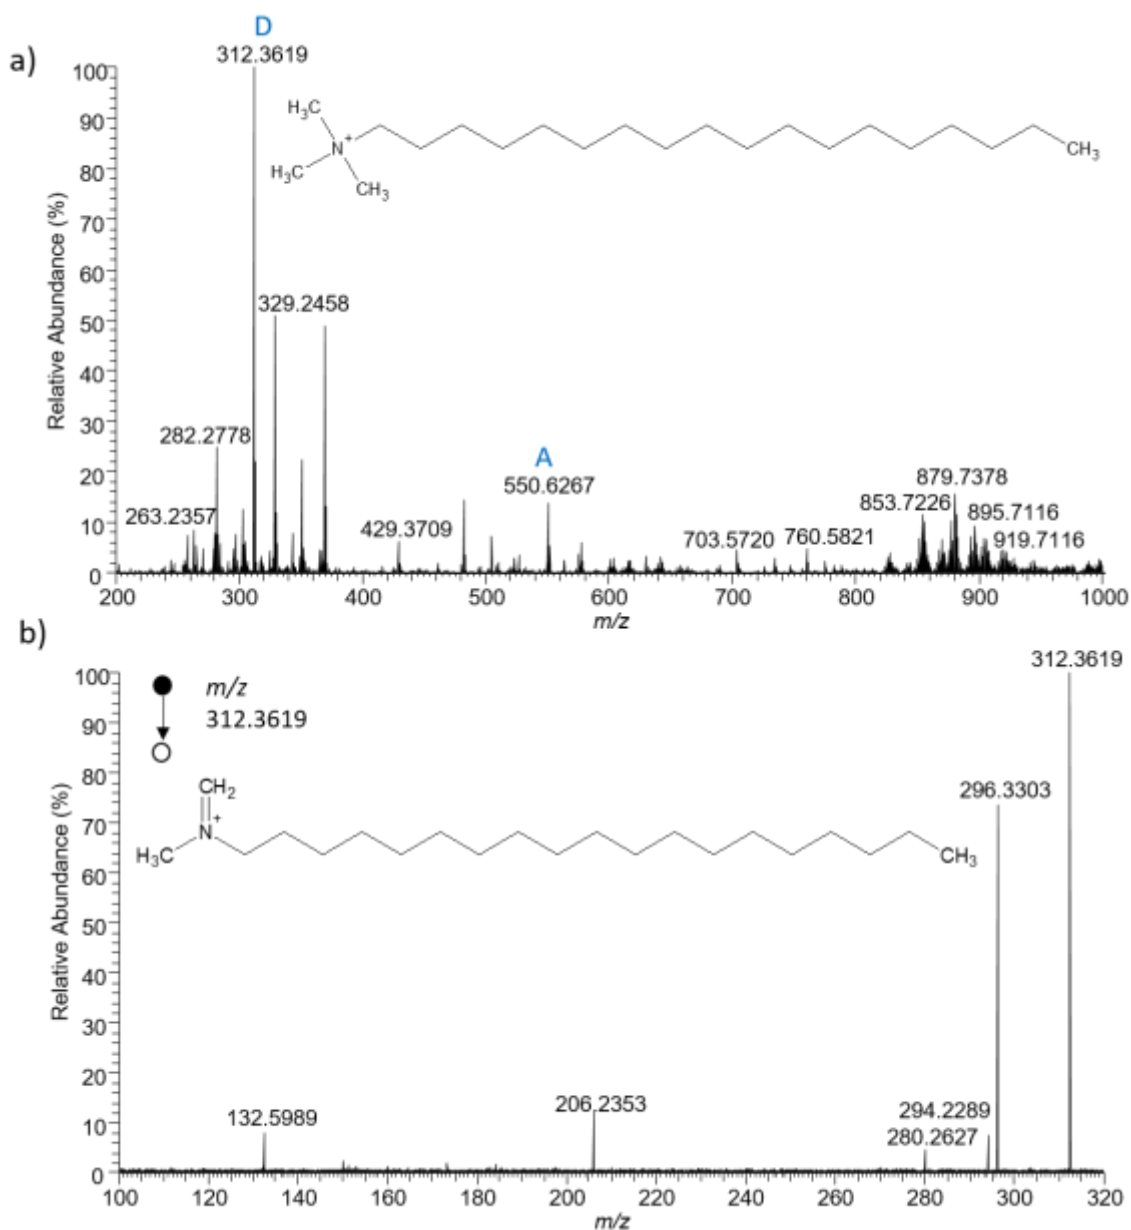 D
312.3619
a)
100
90
80
70
60
50
40
30
20
10
0
Relative Abundance (%)
H₃C
N⁺
H₃C
CH₃
CH₃
329.2458
282.2778
263.2357
429.3709
A
550.6267
703.5720
760.5821
853.7226
879.7378
895.7116
919.7116
200 300 400 500 600 700 800 900 1000
m/z
b)
312.3619
100
90
80
70
60
50
40
30
20
10
0
Relative Abundance (%)
m/z
312.3619
CH₂
N⁺
H₃C
CH₃
296.3303
132.5989
206.2353
294.2289
280.2627
100 120 140 160 180 200 220 240 260 280 300 320
m/z